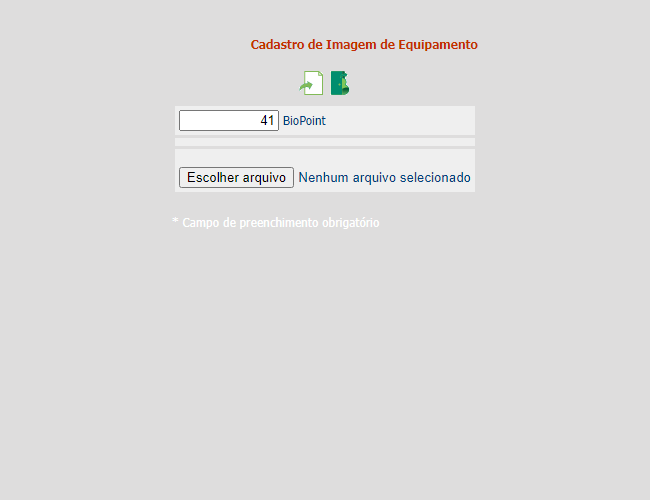 Cadastro de Imagem de Equipamento
41 BioPoint
Escolher arquivo Nenhum arquivo selecionado
* Campo de preenchimento obrigatório